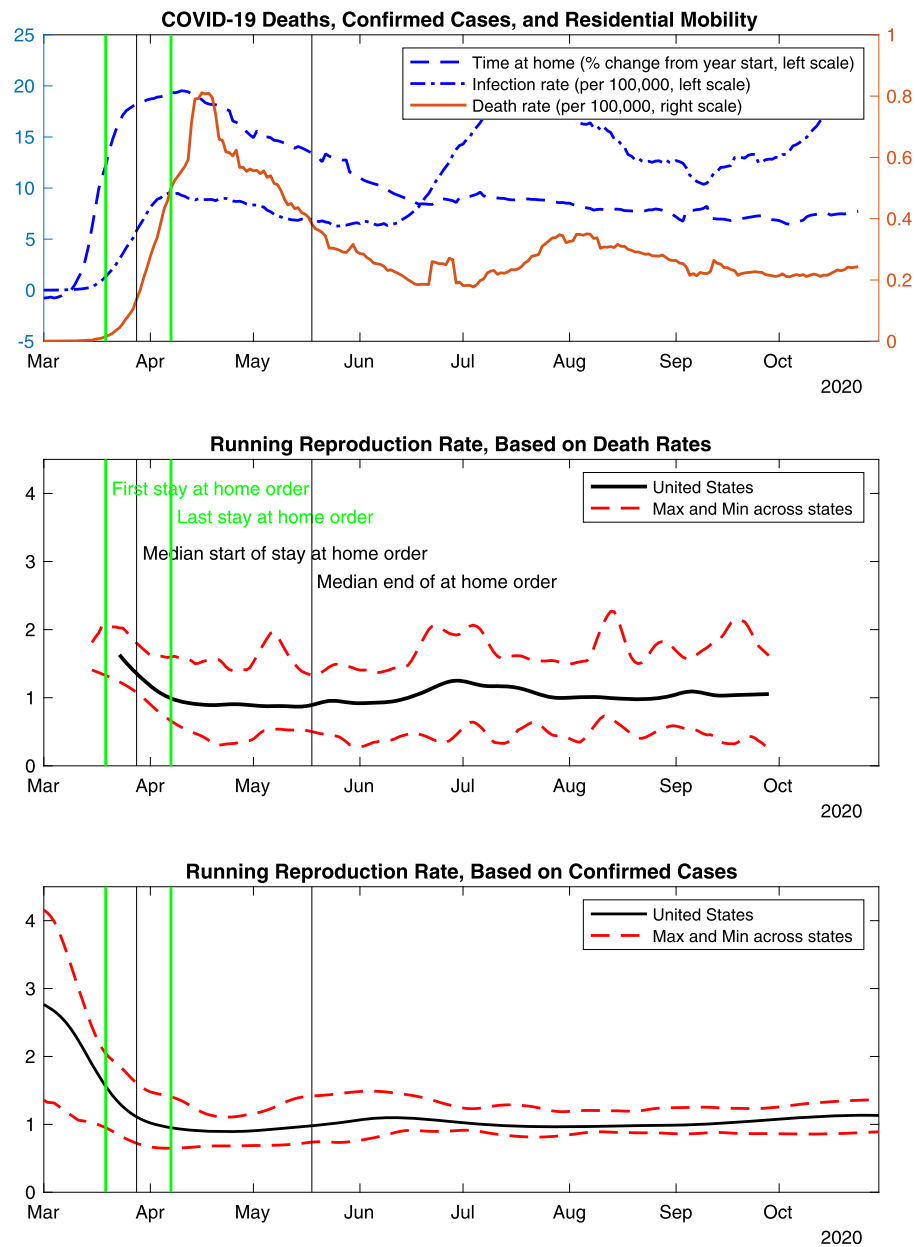 COVID-19 Deaths, Confirmed Cases, and Residential Mobility
25 1
Time at home (% change from year start, left scale)
Infection rate (per 100,000, left scale)
Death rate (per 100,000, right scale)
20 0.8
15 0.6
10 0.4
5
0 0.2
-5 0
Mar Apr May Jun Jul Aug Sep Oct
2020
Running Reproduction Rate, Based on Death Rates
4
First stay at home order
Last stay at home order
United States
Max and Min across states
3
Median start of stay at home order
Median end of at home order
2
1
0
Mar Apr May Jun Jul Aug Sep Oct
2020
Running Reproduction Rate, Based on Confirmed Cases
4
United States
Max and Min across states
3
2
1
0
Mar Apr May Jun Jul Aug Sep Oct
2020